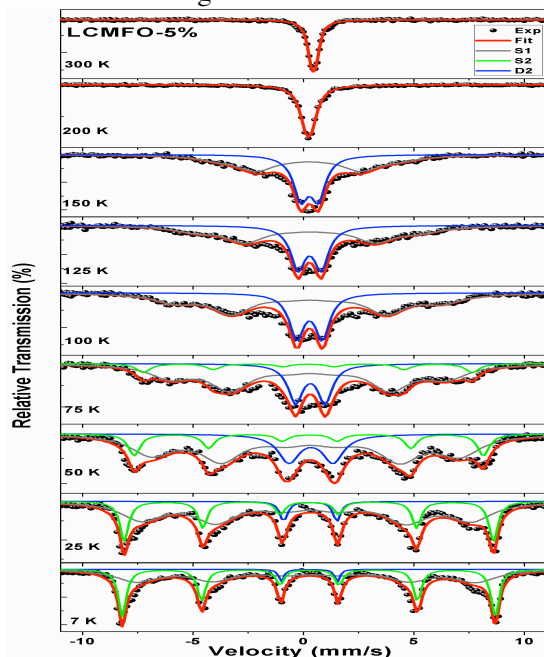 LCMFO-5%
Exp
Fit
S1
S2
D2
300 K
200 K
150 K
125 K
100 K
75 K
50 K
25 K
7 K
Relative Transmission (%)
-10 -5 0 5 10
Velocity (mm/s)